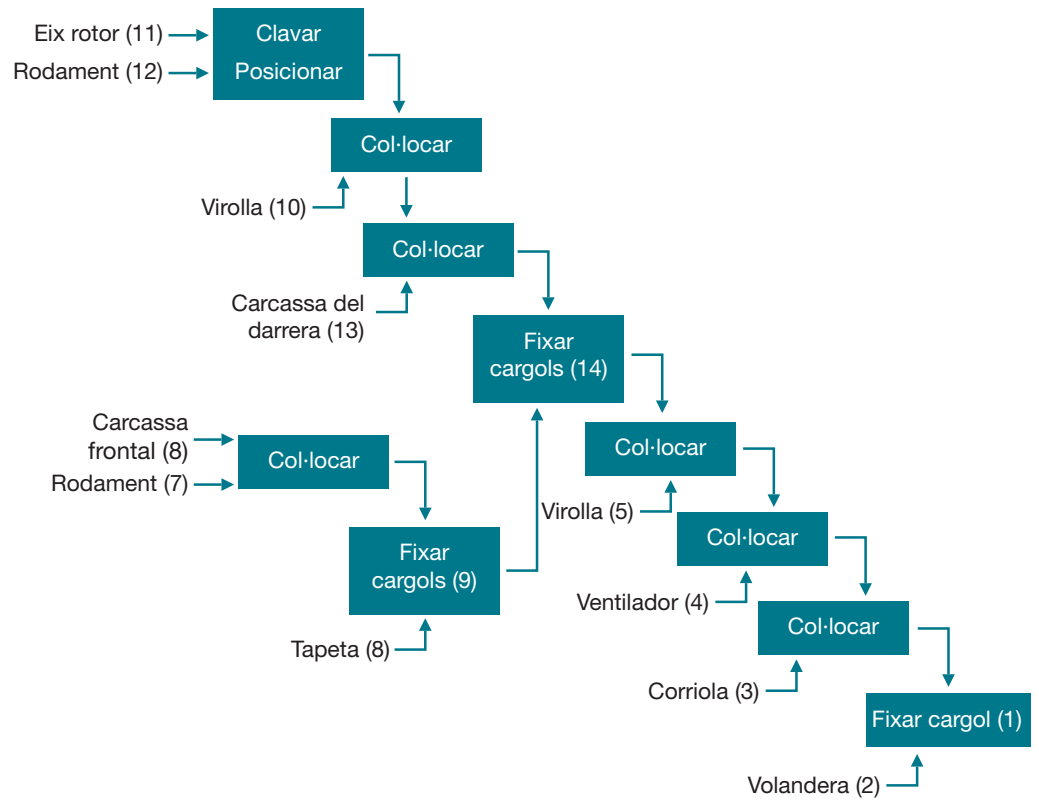 Eix rotor (11)
Clavar
Rodament (12)
Posicionar
Col·locar
Virolla (10)
Col·locar
Carcassa del
darrera (13)
Fixar
cargols (14)
Carcassa
frontal (8)
Col·locar
Rodament (7)
Col·locar
Virolla (5)
Fixar
cargols (9)
Col·locar
Tapeta (8)
Ventilador (4)
Col·locar
Corriola (3)
Fixar cargol (1)
Volandera (2)